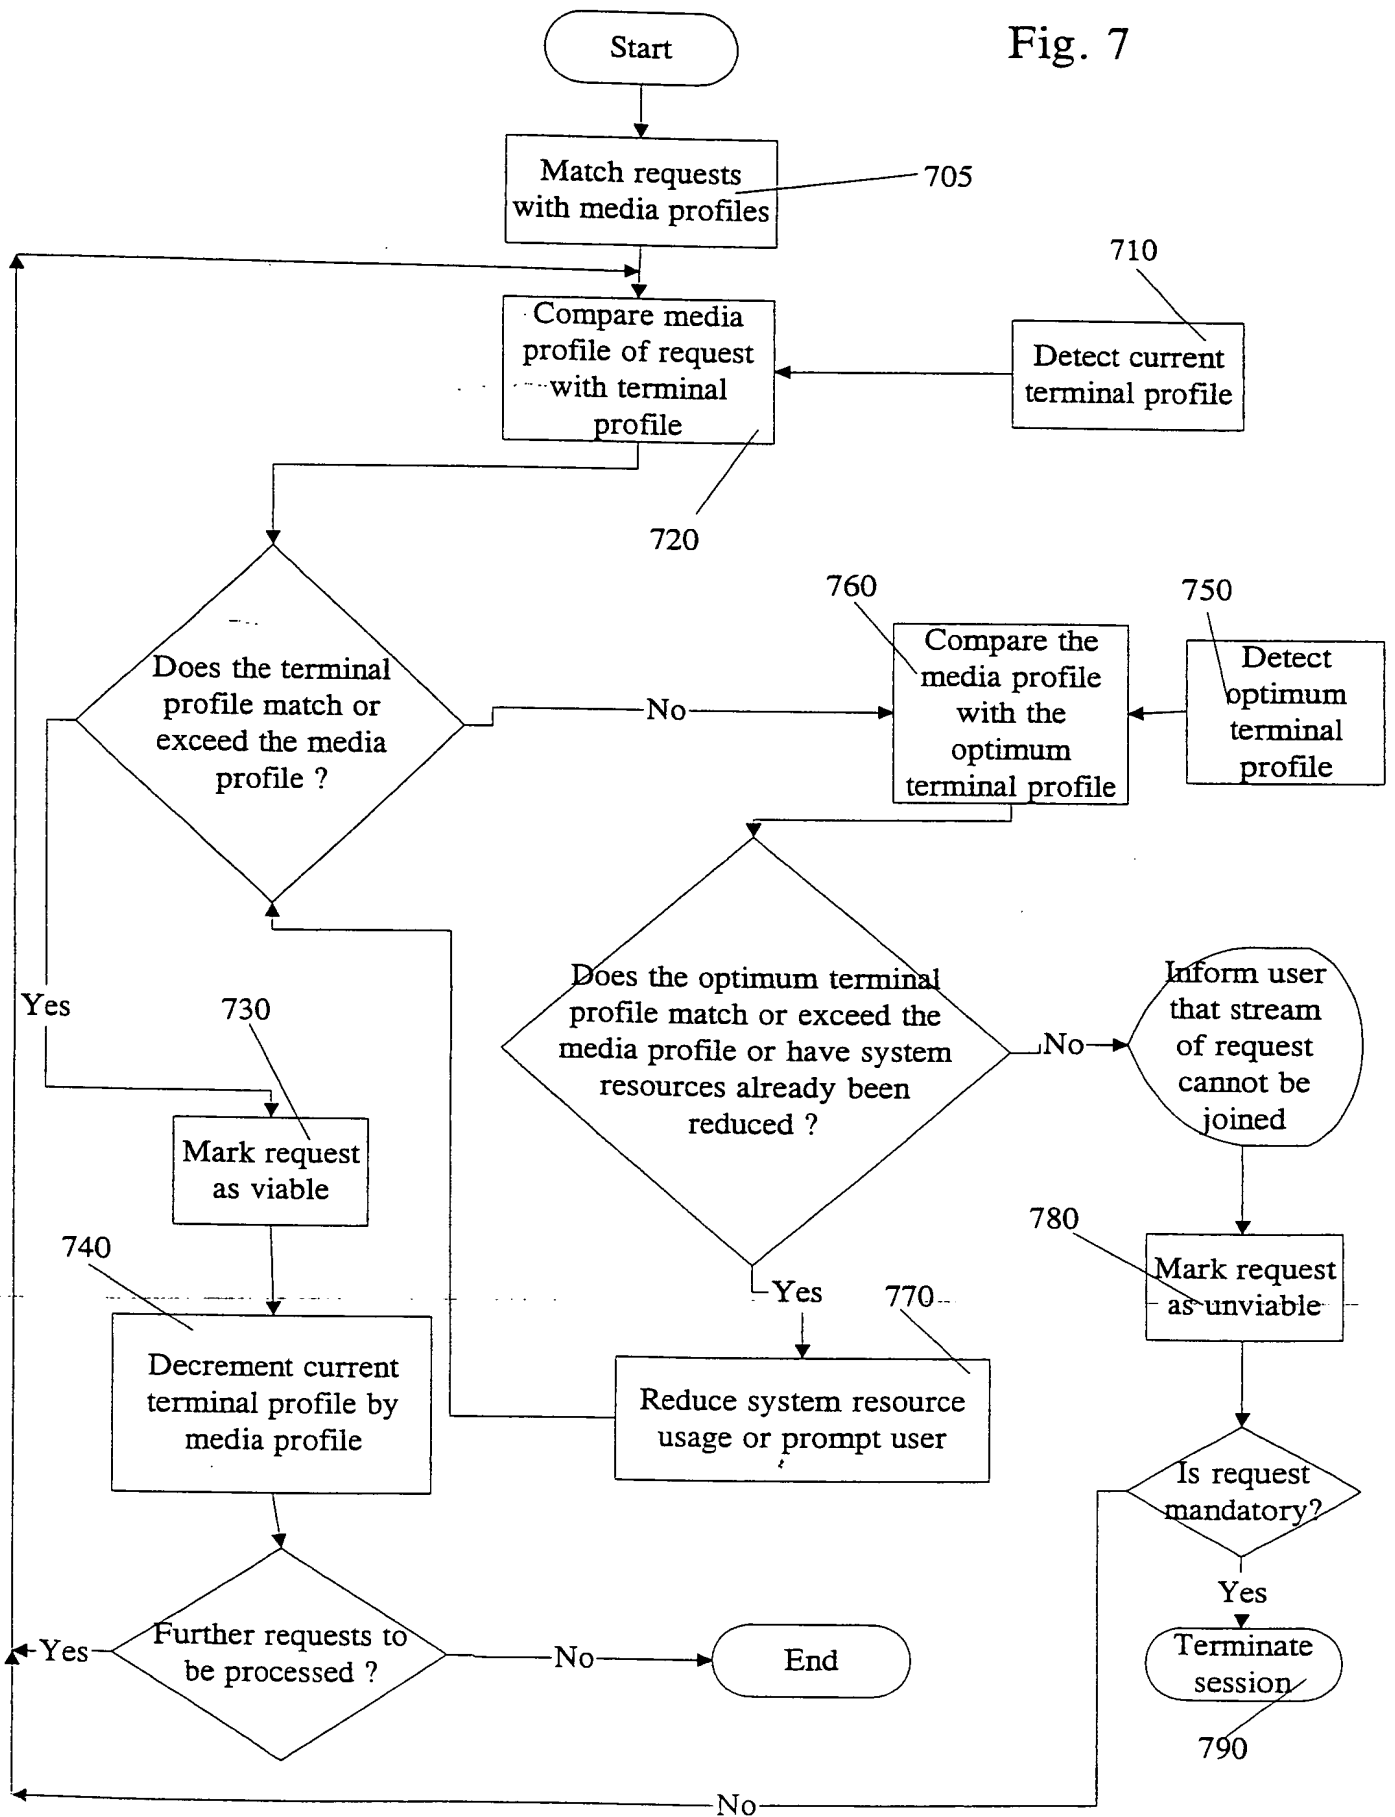 Start
Fig. 7
Match requests
with media profiles
705
710
Compare media
profile of request
with terminal
profile
Detect current
terminal profile
720
760
750
Does the terminal
profile match or
exceed the media
profile ?
No
Compare the
media profile
with the
optimum
terminal profile
Detect
optimum
terminal
profile
Yes
730
Does the optimum terminal
profile match or exceed the
media profile or have system
resources already been
reduced ?
No
Inform user
that stream
of request
cannot be
joined
Mark request
as viable
740
Yes
770
780
Mark request
as unviable
Decrement current
terminal profile by
media profile
Reduce system resource
usage or prompt user
Is request
mandatory?
Yes
Further requests to
be processed ?
Yes
No
End
Terminate
session
790
No